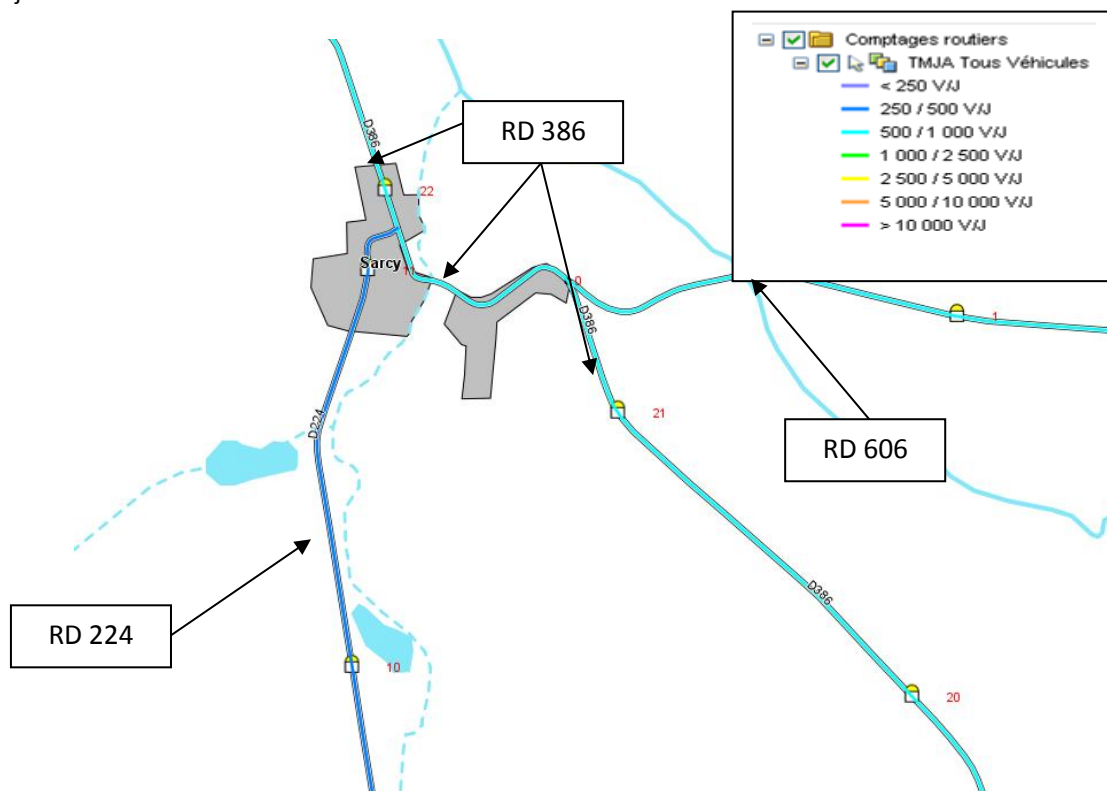 j
Comptages routiers
TMJA Tous Véhicules
< 250 V/J
250 / 500 V/J
500 / 1 000 V/J
1 000 / 2 500 V/J
2 500 / 5 000 V/J
5 000 / 10 000 V/J
> 10 000 V/J
RD 386
D386
22
Sarcy
11
0
D386
1
21
RD 606
D224
D386
RD 224
10
20